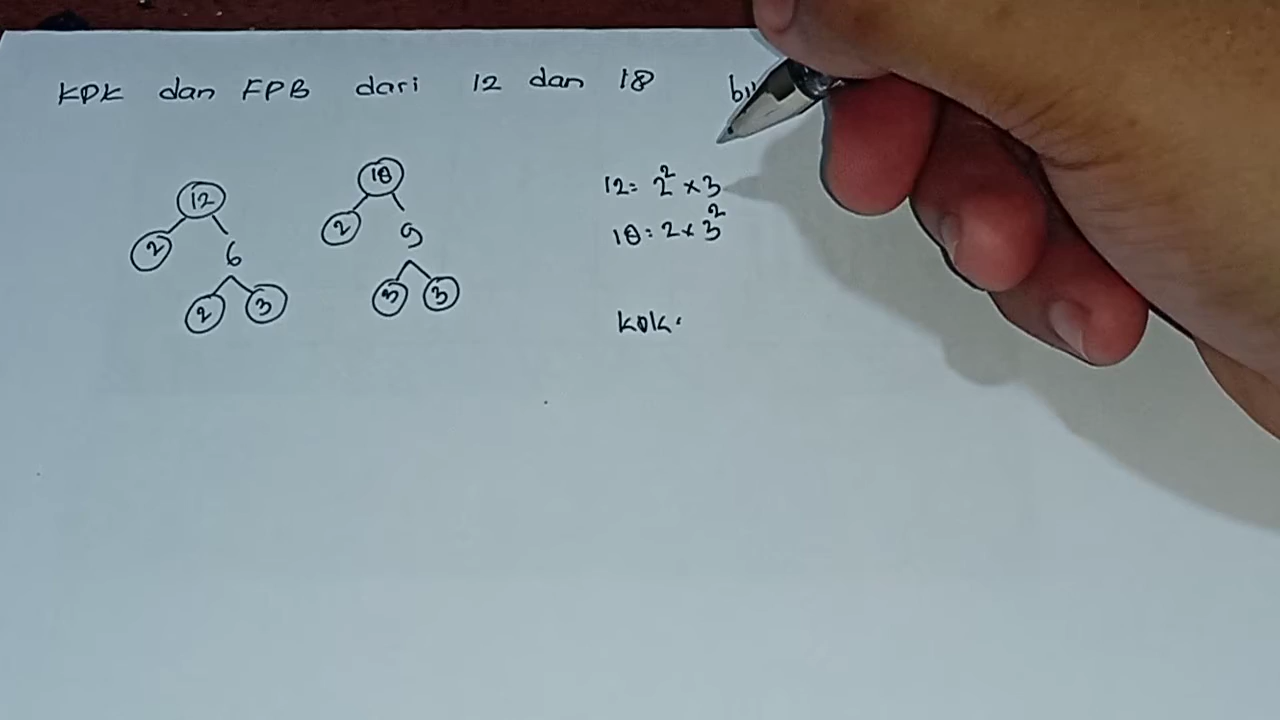 KPK dan FPB dari 12 dan 18
12
18
2
6
2
9
2
3
3
3
12 = 2² × 3
18 : 2 × 3²
KPK :